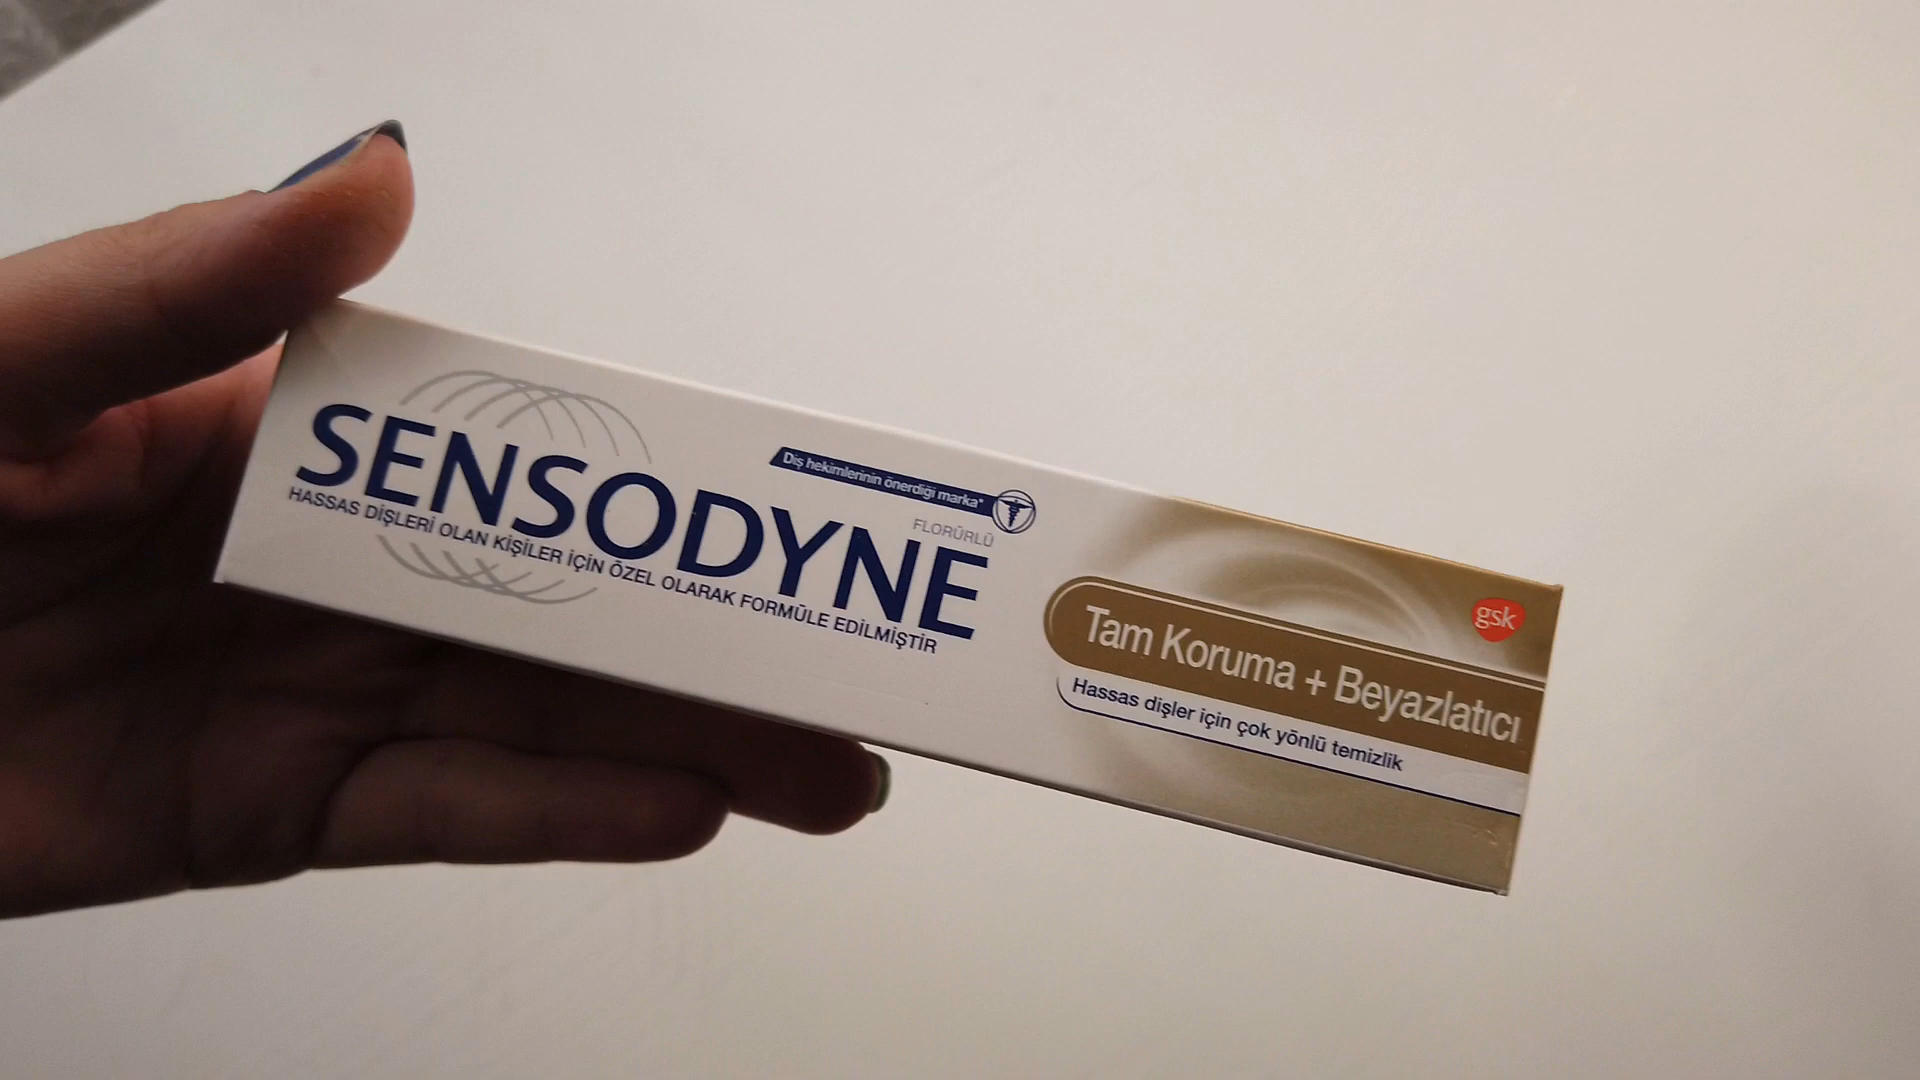 Diş hekimlerinin önerdiği marka*
FLORÜRLÜ
SENSODYNE
HASSAS DİŞLERİ OLAN KİŞİLER İÇİN ÖZEL OLARAK FORMÜLE EDİLMİŞTİR
gsk
Tam Koruma + Beyazlatıcı
Hassas dişler için çok yönlü temizlik